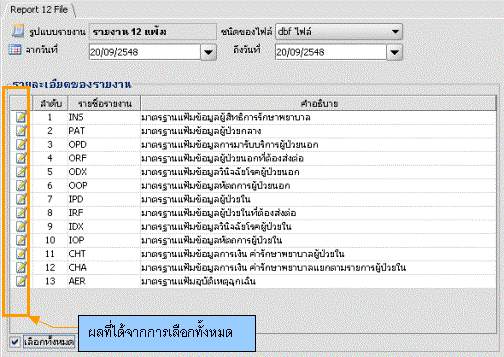 Report 12 File
รูปแบบรายงาน รายงาน 12 แฟ้ม ชนิดของไฟล์ dbf ไฟล์
จากวันที่ 20/09/2548 ถึงวันที่ 20/09/2548
รายละเอียดของรายงาน
ลำดับ รายชื่อรายงาน คำอธิบาย
1 INS มาตรฐานแฟ้มข้อมูลผู้มีสิทธิการรักษาพยาบาล
2 PAT มาตรฐานแฟ้มข้อมูลผู้ป่วยกลาง
3 OPD มาตรฐานแฟ้มข้อมูลการมารับบริการผู้ป่วยนอก
4 ORF มาตรฐานแฟ้มข้อมูลผู้ป่วยนอกที่ต้องส่งต่อ
5 ODX มาตรฐานแฟ้มข้อมูลวินิจฉัยโรคผู้ป่วยนอก
6 OOP มาตรฐานแฟ้มข้อมูลหัตถการผู้ป่วยนอก
7 IPD มาตรฐานแฟ้มข้อมูลผู้ป่วยใน
8 IRF มาตรฐานแฟ้มข้อมูลผู้ป่วยในที่ต้องส่งต่อ
9 IDX มาตรฐานแฟ้มข้อมูลวินิจฉัยโรคผู้ป่วยใน
10 IOP มาตรฐานแฟ้มข้อมูลหัตถการผู้ป่วยใน
11 CHT มาตรฐานแฟ้มข้อมูลการเงิน ค่ารักษาพยาบาลผู้ป่วยใน
12 CHA มาตรฐานแฟ้มข้อมูลการเงิน ค่ารักษาพยาบาลแยกตามรายการผู้ป่วยใน
13 AER มาตรฐานแฟ้มอุบัติเหตุฉุกเฉิน
ผลที่ได้จากการเลือกทั้งหมด
เลือกทั้งหมด